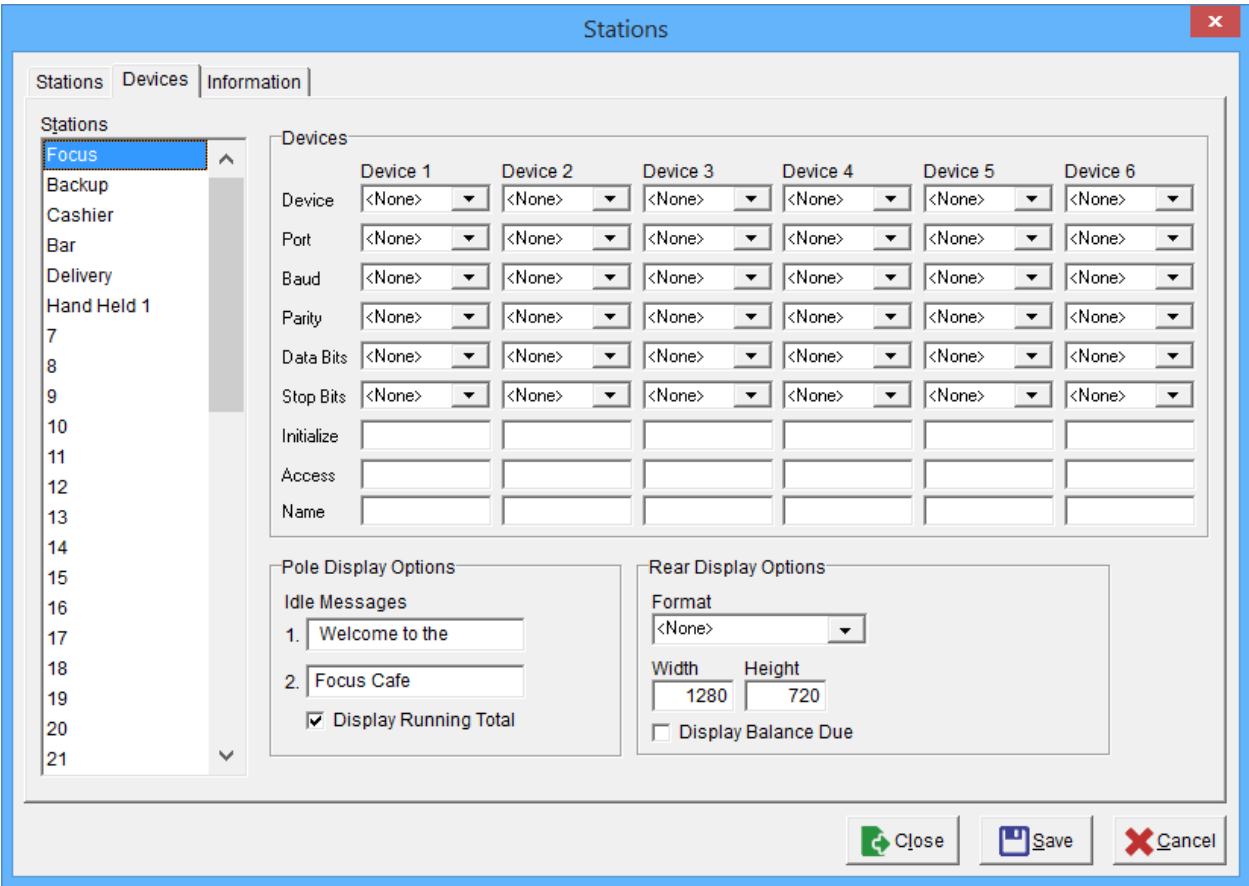 Stations
x
Stations Devices Information
Stations
Focus
Backup
Cashier
Bar
Delivery
Hand Held 1
7
8
9
10
11
12
13
14
15
16
17
18
19
20
21
Devices
Device 1 Device 2 Device 3 Device 4 Device 5 Device 6
Device <None> <None> <None> <None> <None> <None>
Port <None> <None> <None> <None> <None> <None>
Baud <None> <None> <None> <None> <None> <None>
Parity <None> <None> <None> <None> <None> <None>
Data Bits <None> <None> <None> <None> <None> <None>
Stop Bits <None> <None> <None> <None> <None> <None>
Initialize
Access
Name
Pole Display Options
Idle Messages
1. Welcome to the
2. Focus Cafe
Display Running Total
Rear Display Options
Format
<None>
Width Height
1280 720
Display Balance Due
Close Save Cancel